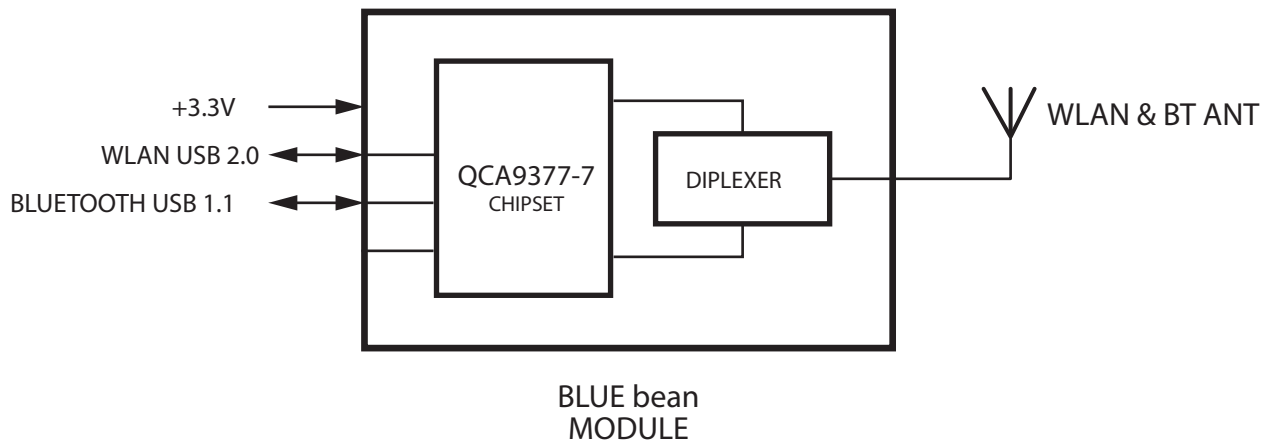 +3.3V
WLAN USB 2.0
BLUETOOTH USB 1.1
QCA9377-7
CHIPSET
DIPLEXER
WLAN & BT ANT
BLUE bean
MODULE